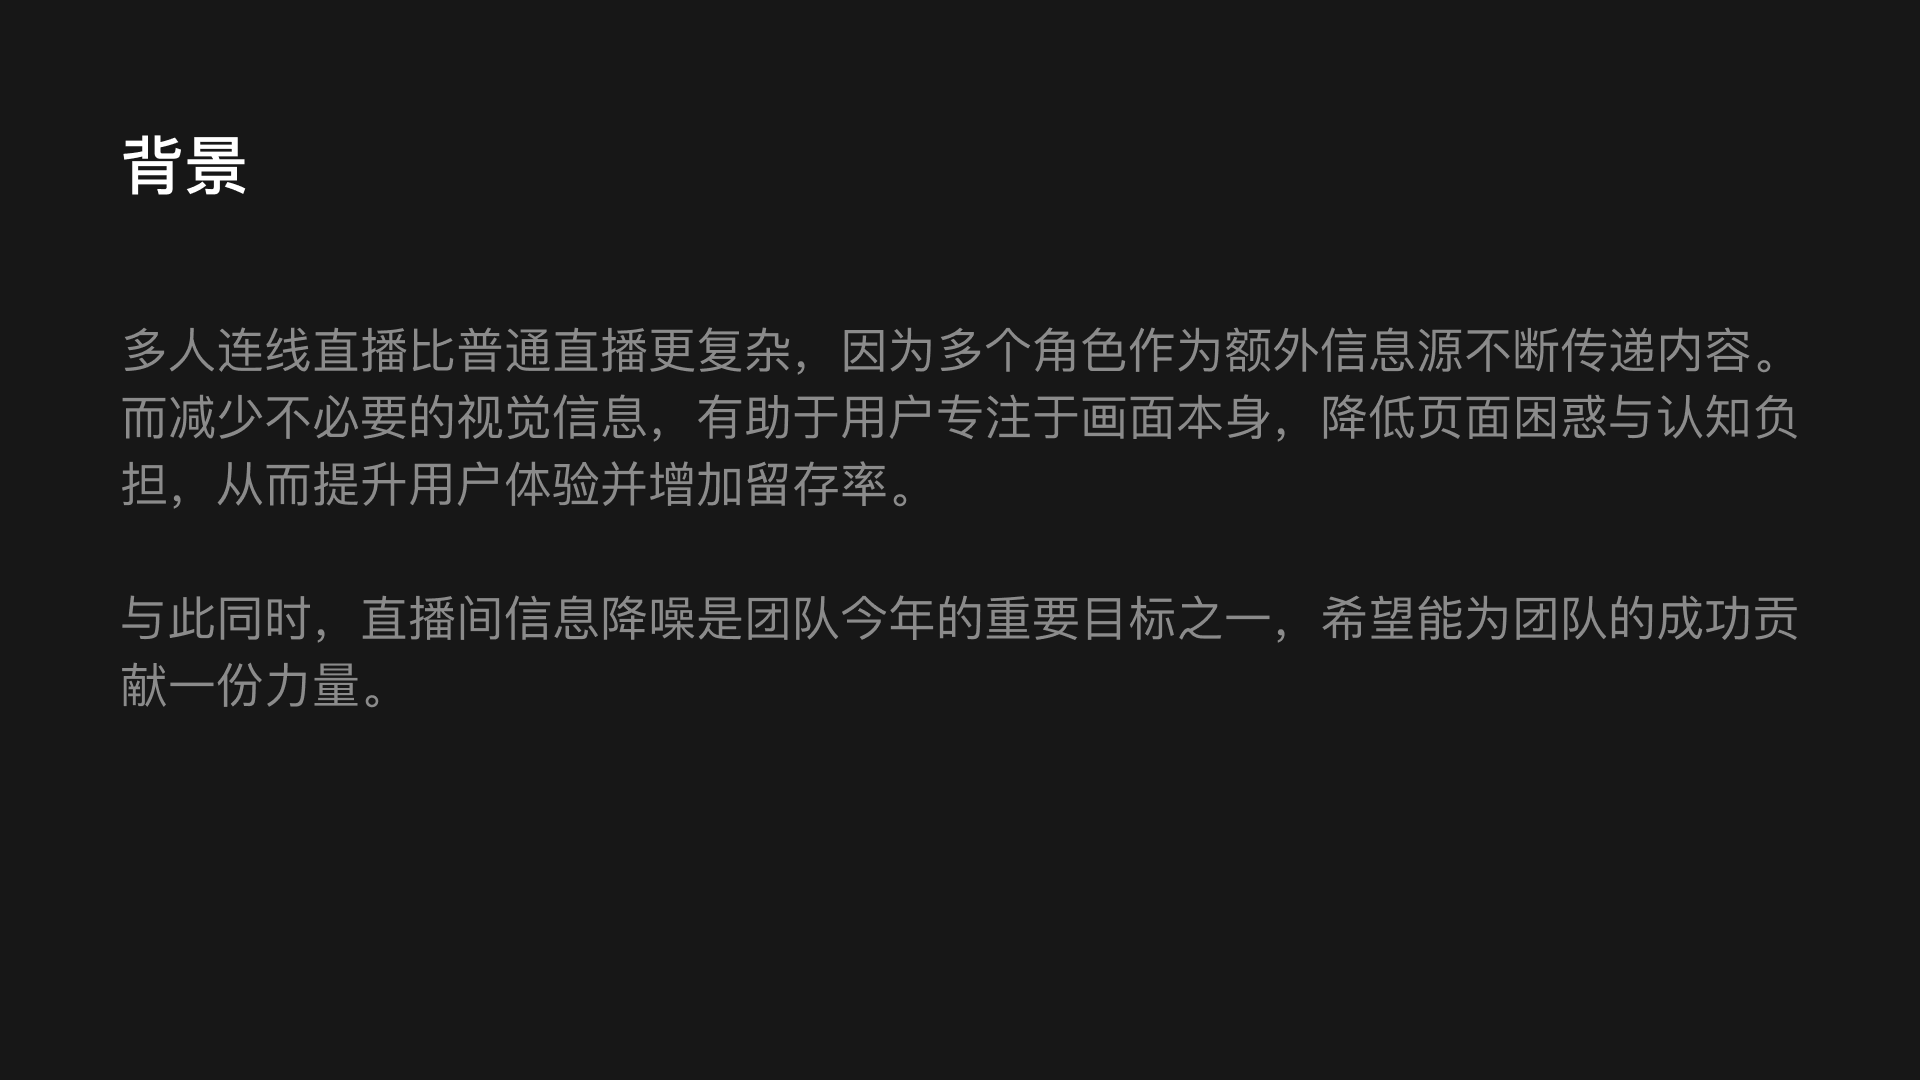 背景
多人连线直播比普通直播更复杂，因为多个角色作为额外信息源不断传递内容。
而减少不必要的视觉信息，有助于用户专注于画面本身，降低页面困惑与认知负
担，从而提升用户体验并增加留存率。
与此同时，直播间信息降噪是团队今年的重要目标之一，希望能为团队的成功贡
献一份力量。